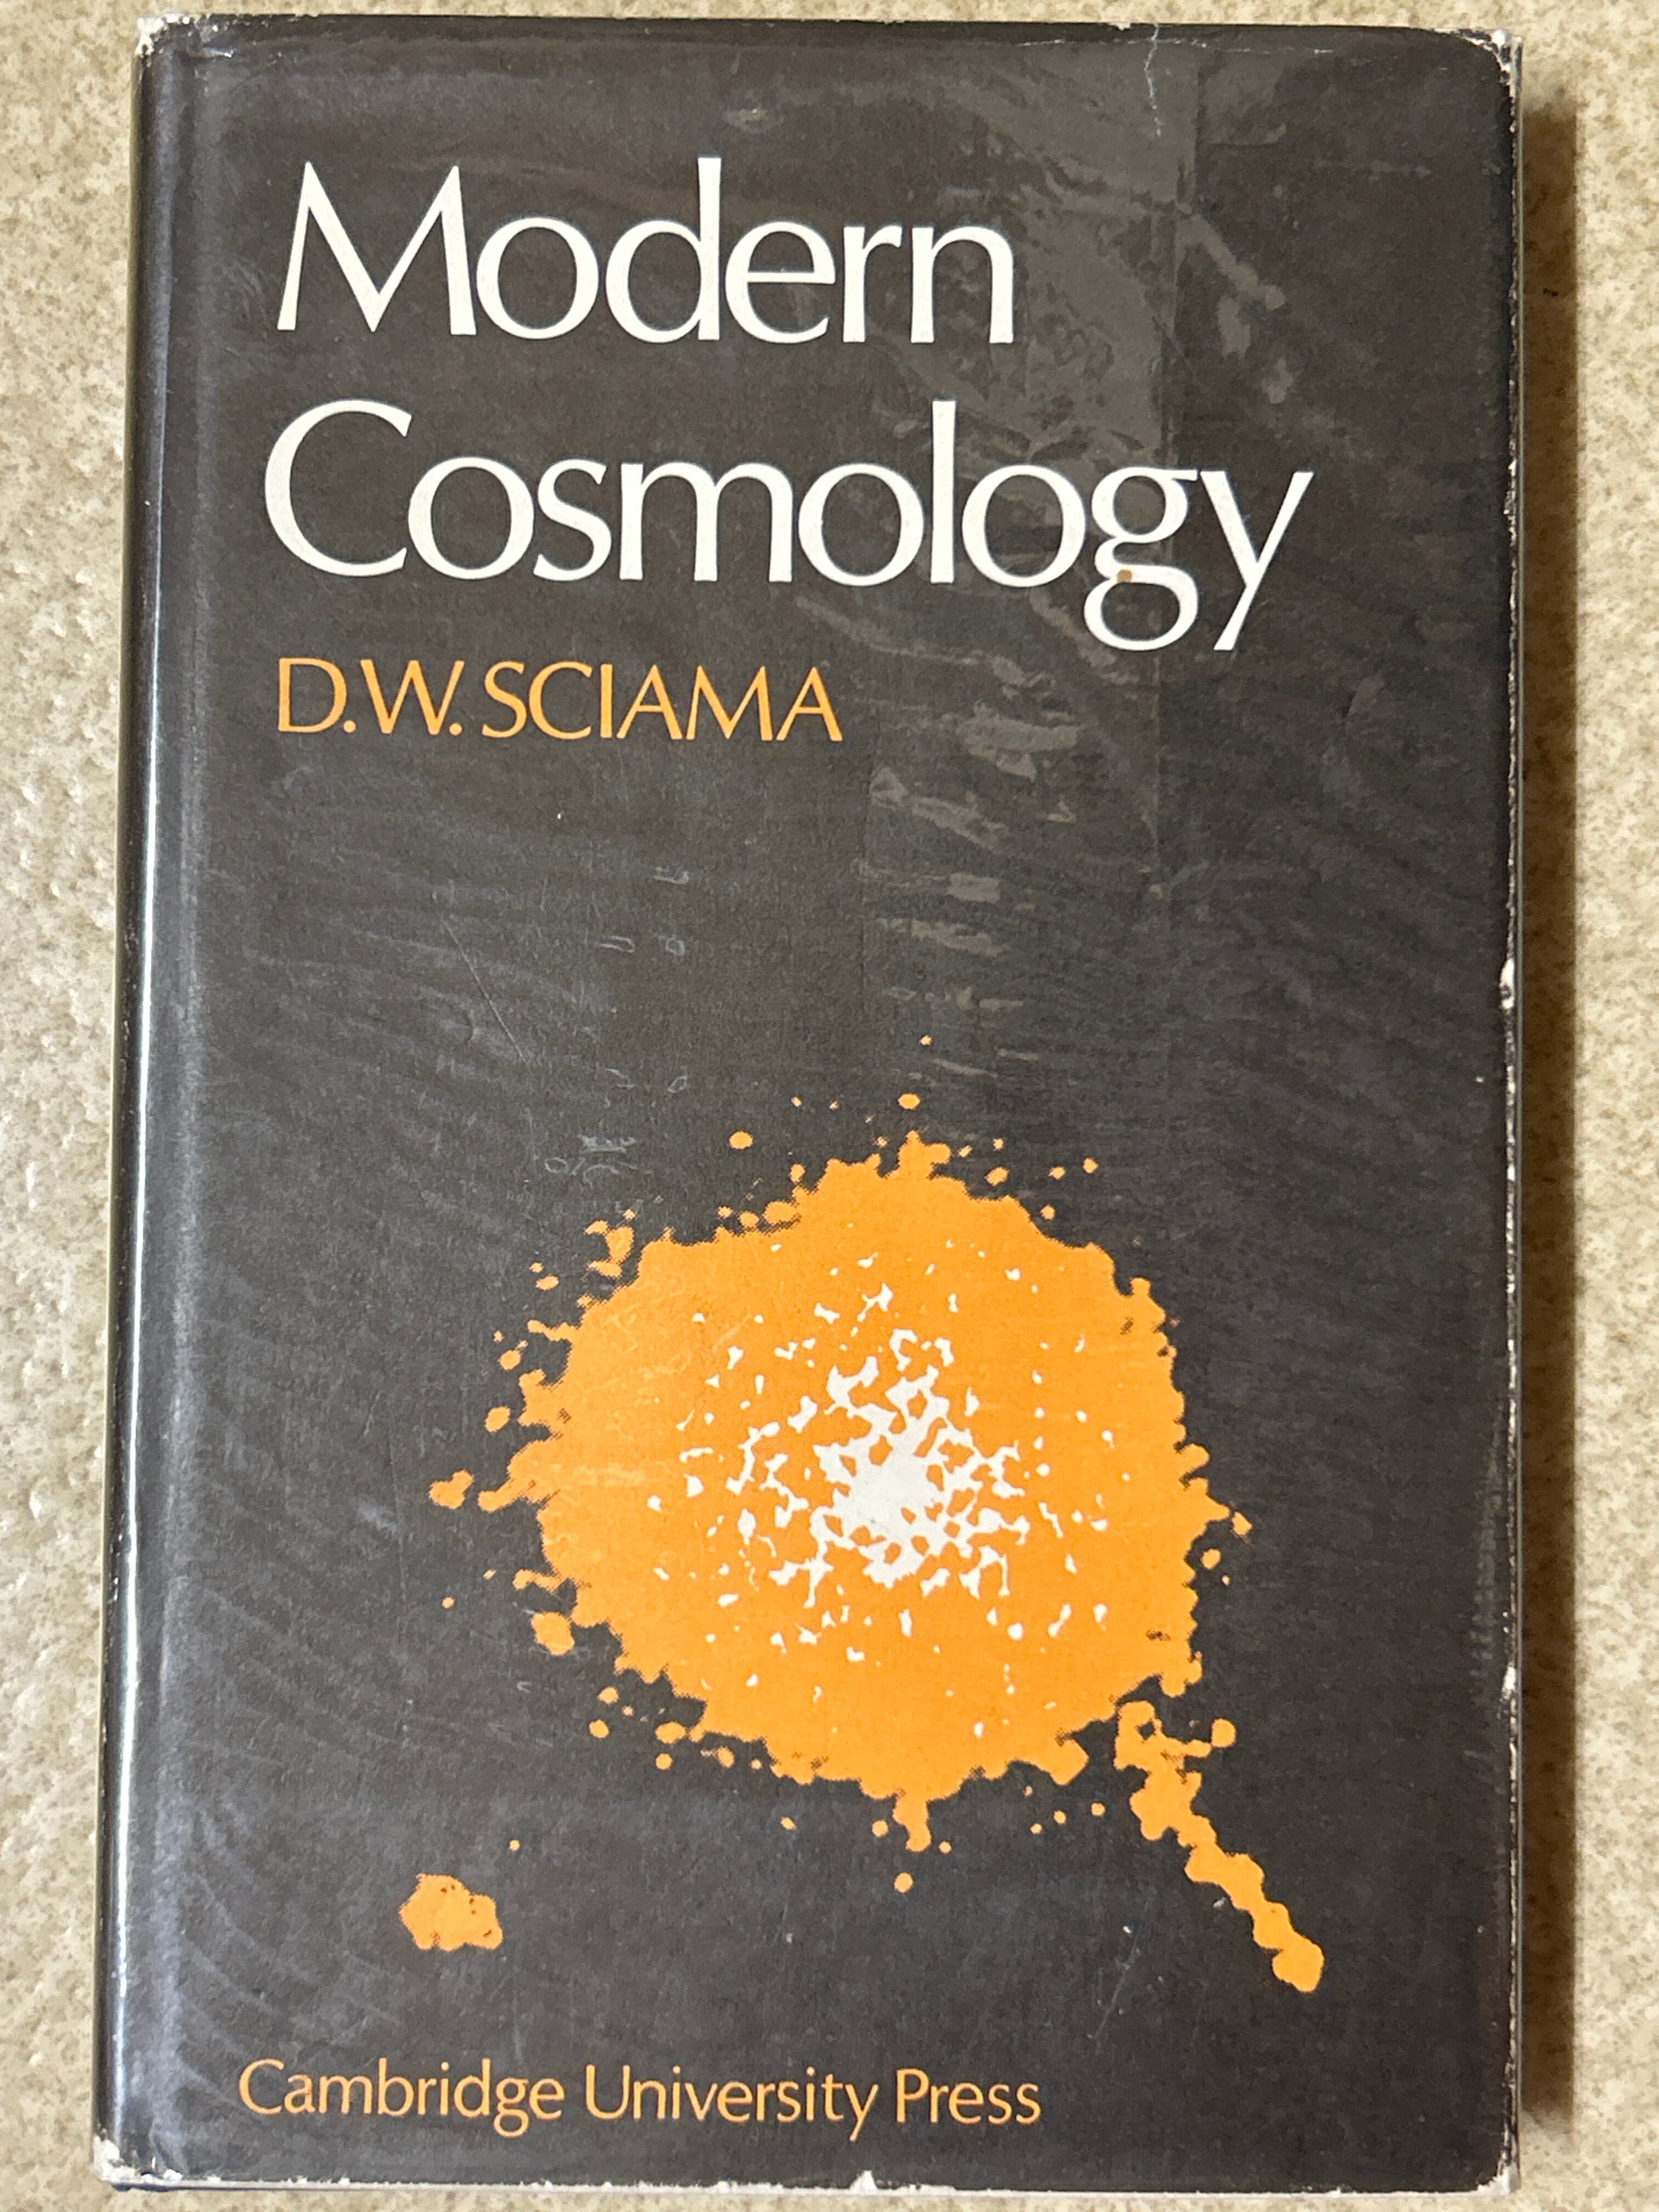 Modern
Cosmology
D.W. SCIAMA
Cambridge University Press